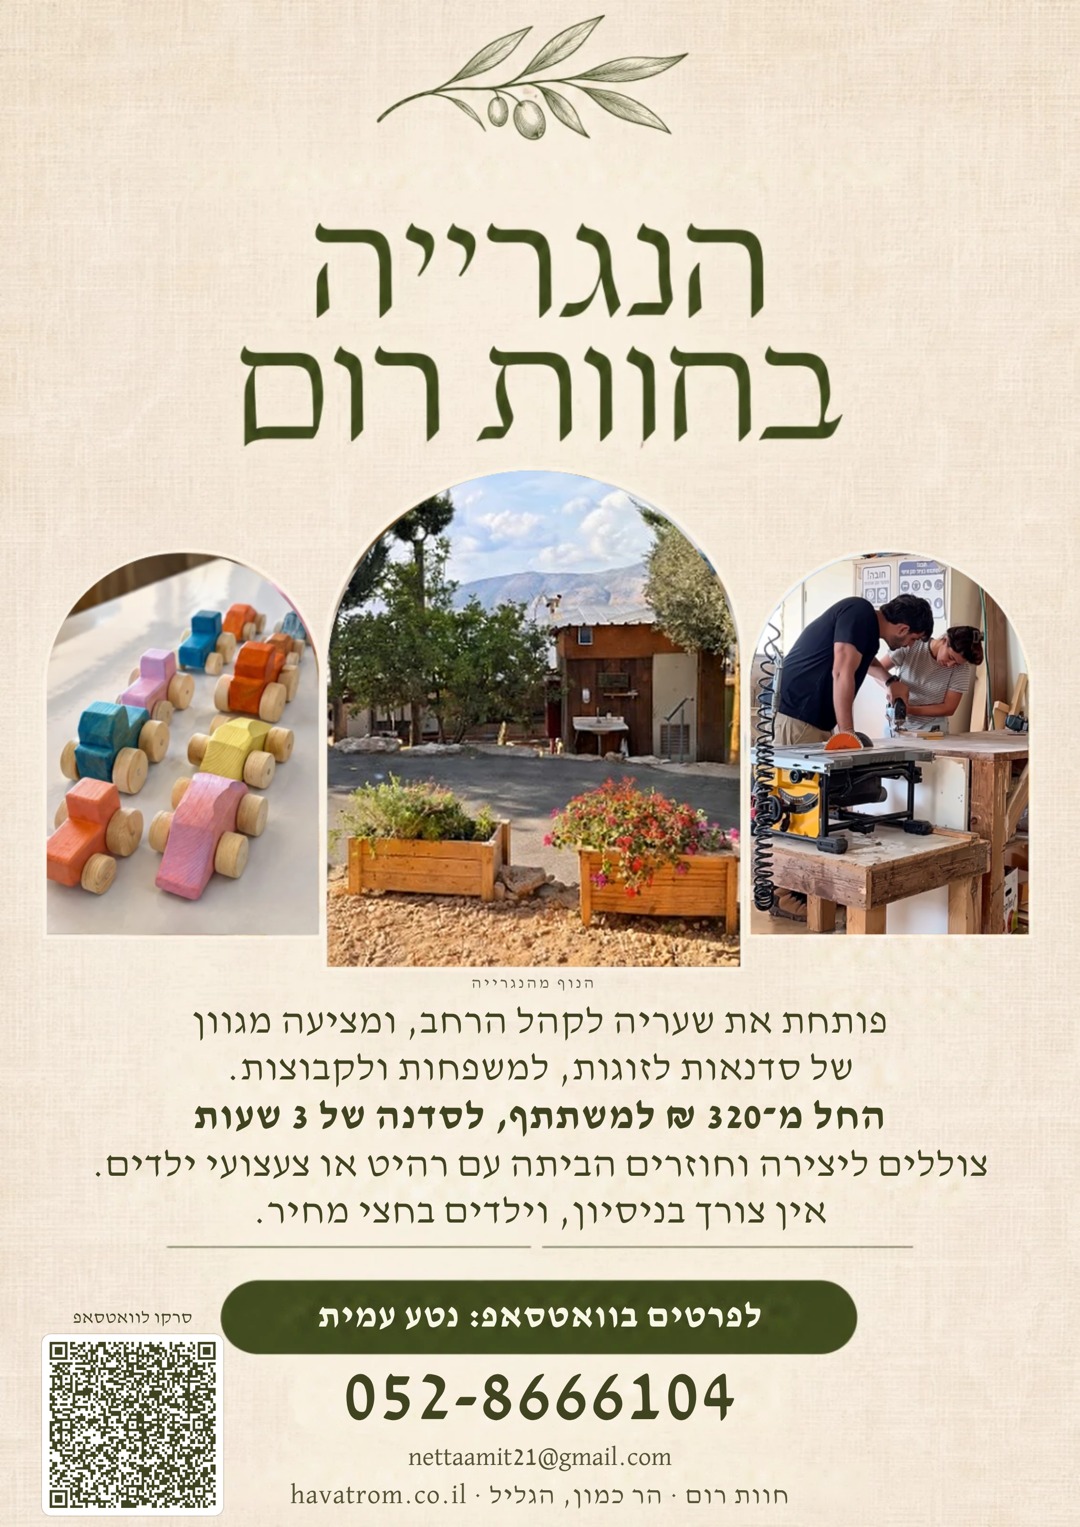 הנגרייה
בחוות רום
חובה!
הנוף מהנגרייה
פותחת את שעריה לקהל הרחב, ומציעה מגוון
של סדנאות לזוגות, למשפחות ולקבוצות.
החל מ־320 ₪ למשתתף, לסדנה של 3 שעות
צוללים ליצירה וחוזרים הביתה עם רהיט או צעצועי ילדים.
אין צורך בניסיון, וילדים בחצי מחיר.
לפרטים בוואטסאפ: נטע עמית
סרקו לוואטסאפ
052-8666104
nettaamit21@gmail.com
חוות רום · הר כמון, הגליל · havatrom.co.il